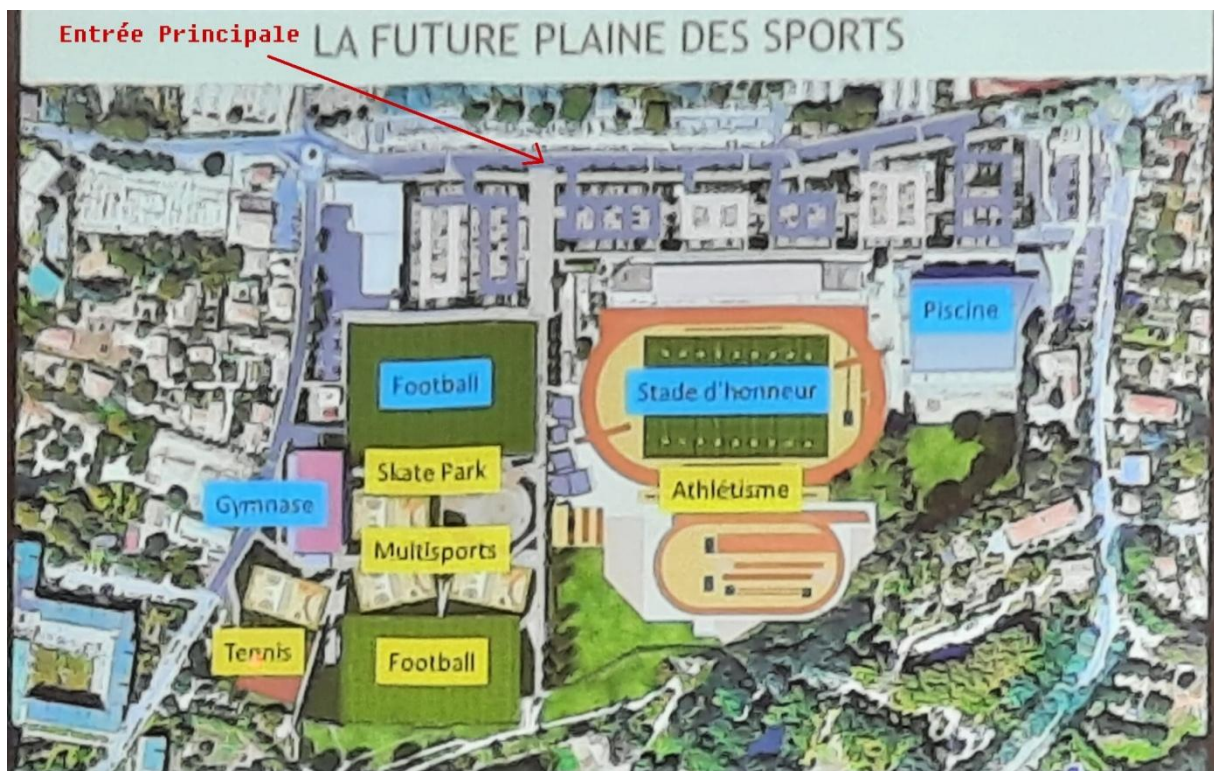 Entrée Principale
LA FUTURE PLAINE DES SPORTS
Piscine
Football
Stade d'honneur
Skate Park
Athlétisme
Gymnase
Multisports
Tennis
Football